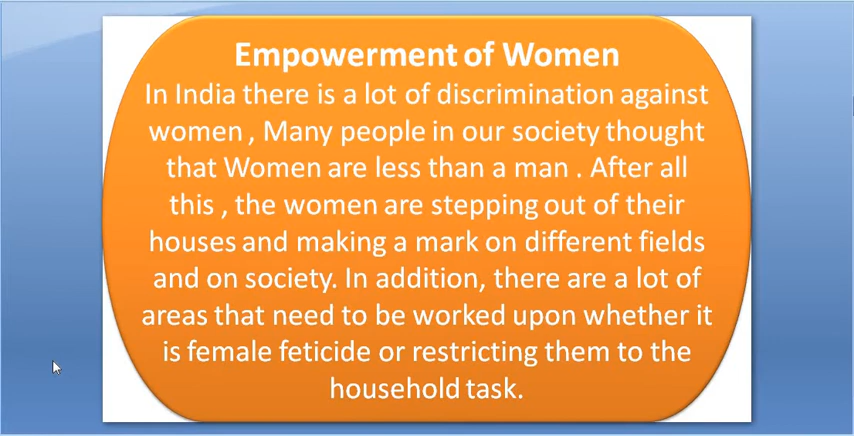 Empowerment of Women
In India there is a lot of discrimination against
women , Many people in our society thought
that Women are less than a man . After all
this , the women are stepping out of their
houses and making a mark on different fields
and on society. In addition, there are a lot of
areas that need to be worked upon whether it
is female feticide or restricting them to the
household task.